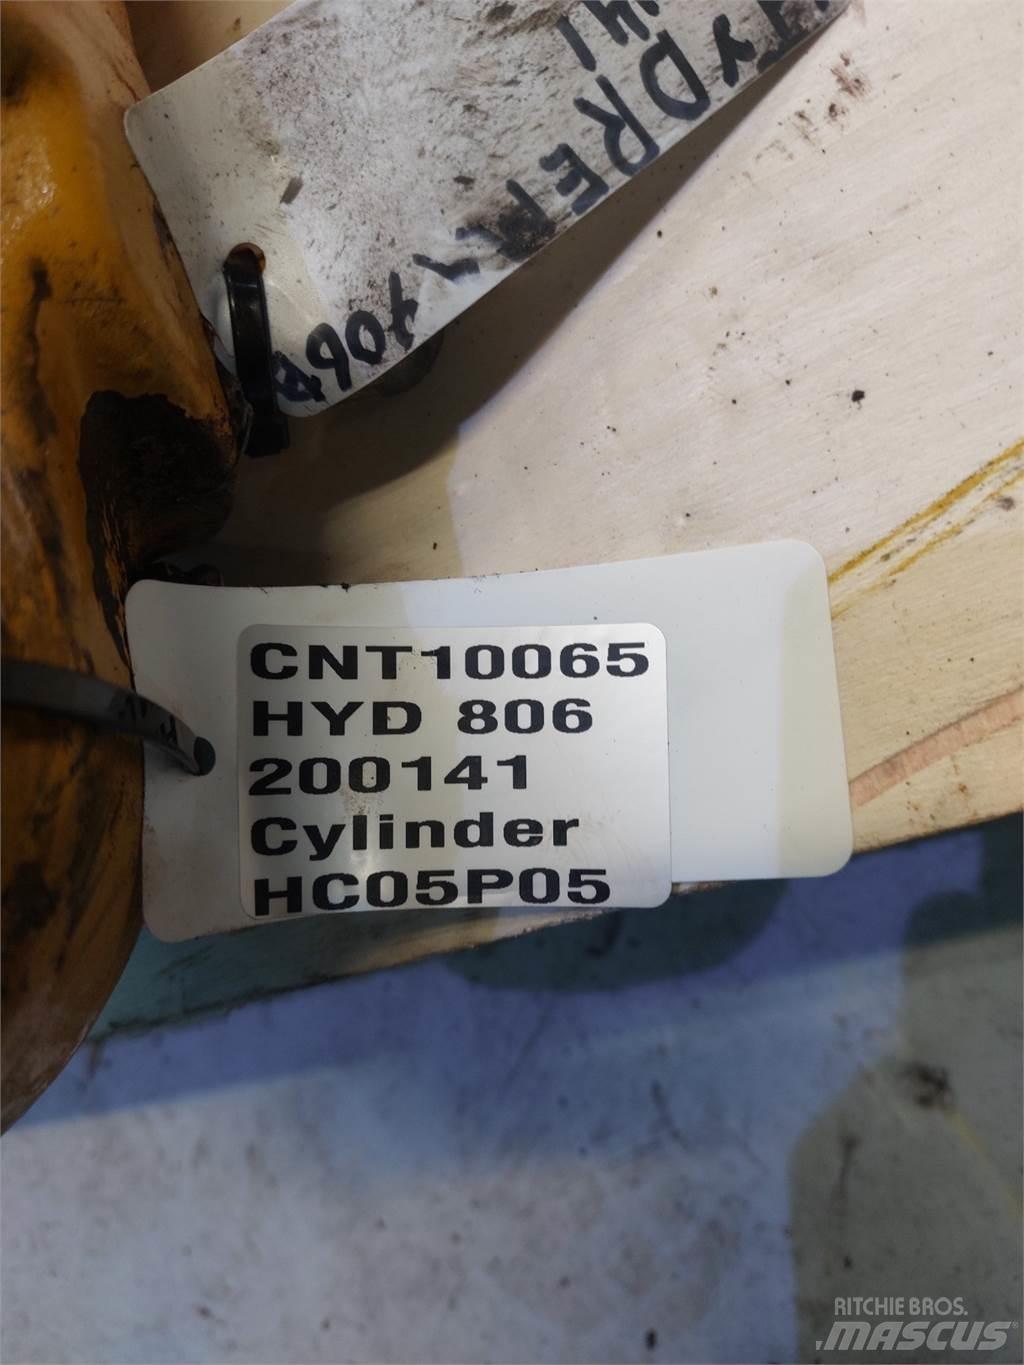 CNT10065
HYD 806
200141
Cylinder
HC05P05
RITCHIE BROS.
MASCUS